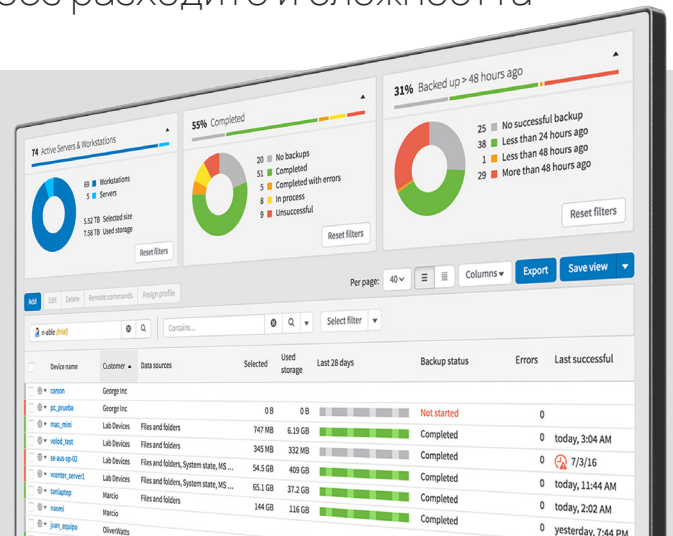 расходите и сложността
74 Active Servers & Workstations
69 Workstations
5 Servers
5.52 TB Selected size
7.58 TB Used storage
Reset filters
55% Completed
20 No backups
51 Completed
5 Completed with errors
8 In process
9 Unsuccessful
Reset filters
31% Backed up > 48 hours ago
25 No successful backup
38 Less than 24 hours ago
1 Less than 48 hours ago
29 More than 48 hours ago
Reset filters
Add Edit Delete Remote commands Assign profile Per page: 40 Columns Export Save view
n-able (trial) Contains... Select filter
Device name Customer Data sources Selected Used storage Last 28 days Backup status Errors Last successful
carson George Inc
pc_prueba George Inc 0 B 0 B Not started 0
mac_mini Lab Devices Files and folders 747 MB 6.19 GB Completed 0 today, 3:04 AM
volod_test Lab Devices Files and folders 345 MB 332 MB Completed 0 7/3/16
se-aus-sp-02 Lab Devices Files and folders, System state, MS ... 54.5 GB 409 GB Completed 0 today, 11:44 AM
vcenter_server1 Lab Devices Files and folders, System state, MS ... 65.1 GB 37.2 GB Completed 0 today, 2:02 AM
tanlaptop Marcio Files and folders 144 GB 116 GB Completed 0 yesterday, 7:44 PM
naomi Marcio
juan_equipo OliverWatts